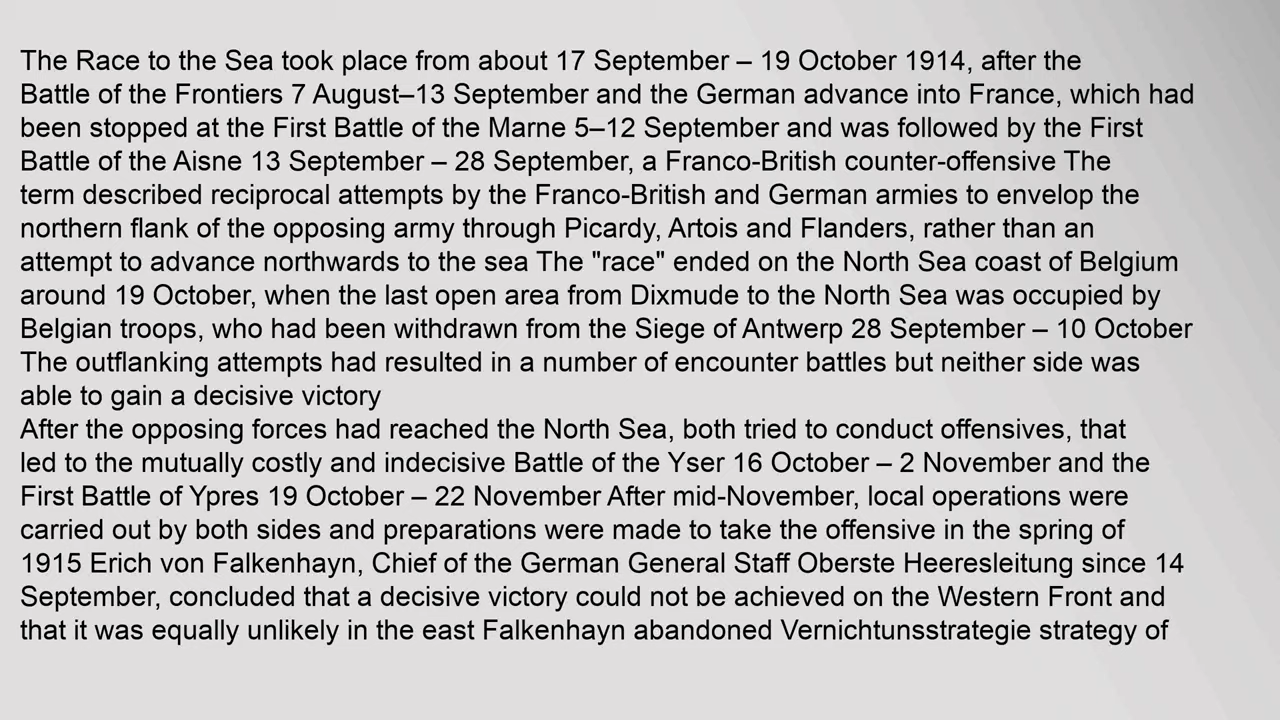 The Race to the Sea took place from about 17 September – 19 October 1914, after the
Battle of the Frontiers 7 August–13 September and the German advance into France, which had
been stopped at the First Battle of the Marne 5–12 September and was followed by the First
Battle of the Aisne 13 September – 28 September, a Franco-British counter-offensive The
term described reciprocal attempts by the Franco-British and German armies to envelop the
northern flank of the opposing army through Picardy, Artois and Flanders, rather than an
attempt to advance northwards to the sea The "race" ended on the North Sea coast of Belgium
around 19 October, when the last open area from Dixmude to the North Sea was occupied by
Belgian troops, who had been withdrawn from the Siege of Antwerp 28 September – 10 October
The outflanking attempts had resulted in a number of encounter battles but neither side was
able to gain a decisive victory
After the opposing forces had reached the North Sea, both tried to conduct offensives, that
led to the mutually costly and indecisive Battle of the Yser 16 October – 2 November and the
First Battle of Ypres 19 October – 22 November After mid-November, local operations were
carried out by both sides and preparations were made to take the offensive in the spring of
1915 Erich von Falkenhayn, Chief of the German General Staff Oberste Heeresleitung since 14
September, concluded that a decisive victory could not be achieved on the Western Front and
that it was equally unlikely in the east Falkenhayn abandoned Vernichtunsstrategie strategy of